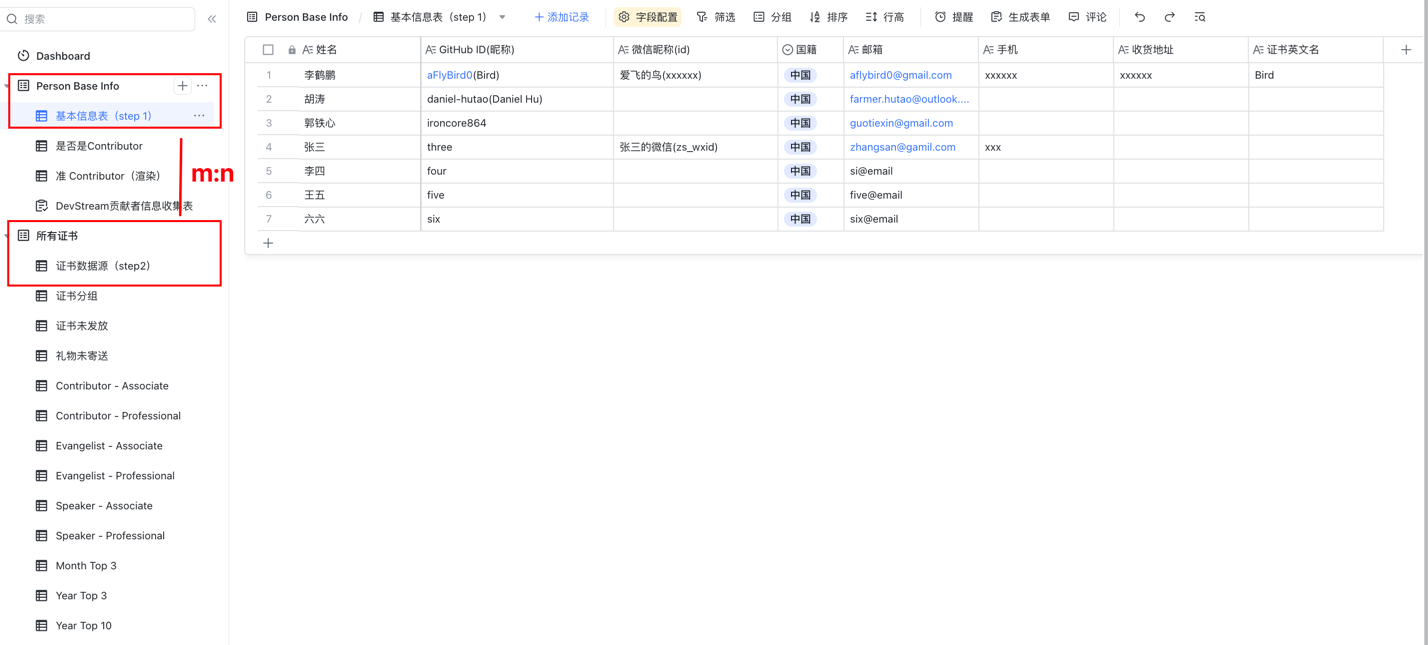 搜索
Dashboard
Person Base Info
基本信息表（step 1）
是否是Contributor
准 Contributor（渲染）
DevStream贡献者信息收集表
m:n
所有证书
证书数据源（step2）
证书分组
证书未发放
礼物未寄送
Contributor - Associate
Contributor - Professional
Evangelist - Associate
Evangelist - Professional
Speaker - Associate
Speaker - Professional
Month Top 3
Year Top 3
Year Top 10
Person Base Info / 基本信息表（step 1） 添加记录 字段配置 筛选 分组 排序 行高 提醒 生成表单 评论
姓名 GitHub ID(昵称) 微信昵称(id) 国籍 邮箱 手机 收货地址 证书英文名
1 李鹤鹏 aFlyBird0(Bird) 爱飞的鸟(xxxxxx) 中国 aflybird0@gmail.com xxxxxx xxxxxx Bird
2 胡涛 daniel-hutao(Daniel Hu) 中国 farmer.hutao@outlook....
3 郭铁心 ironcore864 中国 guotiexin@gmail.com
4 张三 three 张三的微信(zs_wxid) 中国 zhangsan@gamil.com xxx
5 李四 four 中国 si@email
6 王五 five 中国 five@email
7 六六 six 中国 six@email